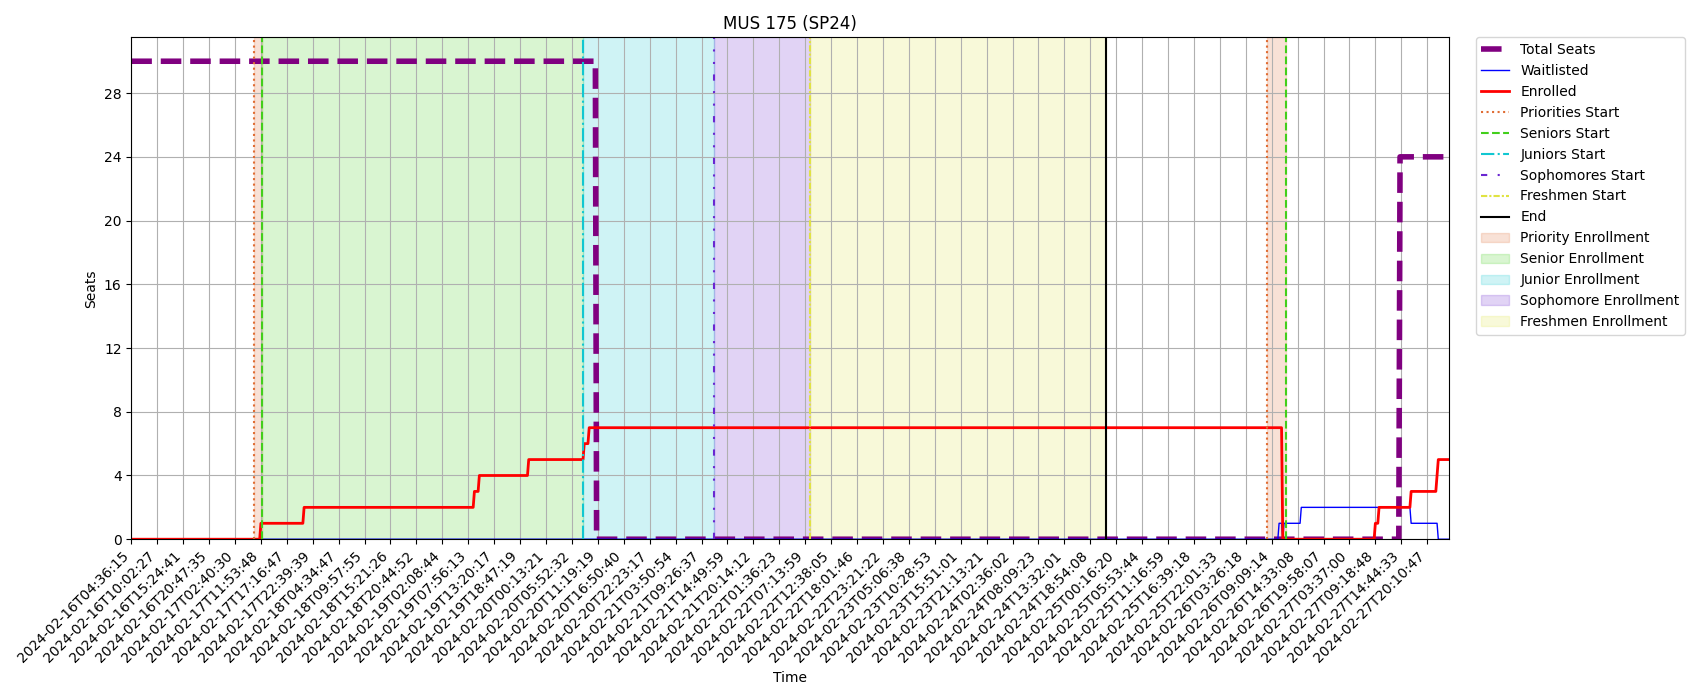 MUS 175 (SP24)
Total Seats
Waitlisted
Enrolled
Priorities Start
Seniors Start
Juniors Start
Sophomores Start
Freshmen Start
End
Priority Enrollment
Senior Enrollment
Junior Enrollment
Sophomore Enrollment
Freshmen Enrollment
Seats
28
24
20
16
12
8
4
0
2024-02-16T04:36:15
2024-02-16T10:02:27
2024-02-16T15:24:41
2024-02-16T20:47:35
2024-02-17T02:40:30
2024-02-17T11:53:48
2024-02-17T17:16:47
2024-02-17T22:39:39
2024-02-18T04:34:47
2024-02-18T09:57:55
2024-02-18T15:21:26
2024-02-18T20:44:52
2024-02-19T02:08:44
2024-02-19T07:56:13
2024-02-19T13:20:17
2024-02-19T18:47:19
2024-02-20T00:13:21
2024-02-20T05:52:32
2024-02-20T11:19:19
2024-02-20T16:50:40
2024-02-20T22:23:17
2024-02-21T03:50:54
2024-02-21T09:26:37
2024-02-21T14:49:59
2024-02-21T20:14:12
2024-02-22T01:36:23
2024-02-22T07:13:59
2024-02-22T12:38:05
2024-02-22T18:01:46
2024-02-22T23:21:22
2024-02-23T05:06:38
2024-02-23T10:28:53
2024-02-23T15:51:01
2024-02-23T21:13:21
2024-02-24T02:36:02
2024-02-24T08:09:23
2024-02-24T13:32:01
2024-02-24T18:54:08
2024-02-25T00:16:20
2024-02-25T05:53:44
2024-02-25T11:16:59
2024-02-25T16:39:18
2024-02-25T22:01:33
2024-02-26T03:26:18
2024-02-26T09:09:14
2024-02-26T14:33:08
2024-02-26T19:58:07
2024-02-27T03:37:00
2024-02-27T09:18:48
2024-02-27T14:44:33
2024-02-27T20:10:47
Time